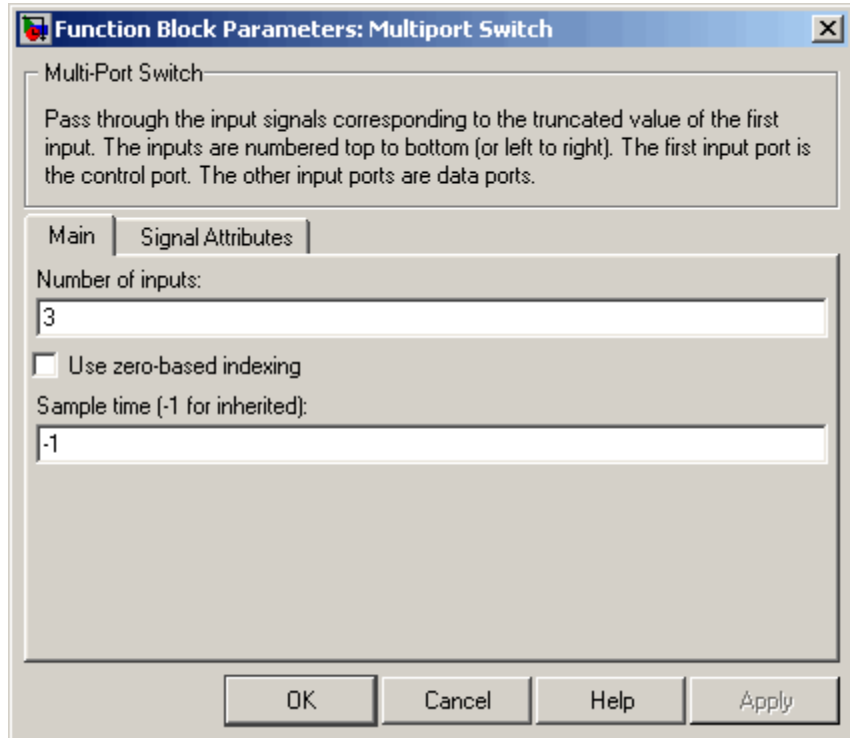 Function Block Parameters: Multiport Switch
Multi-Port Switch
Pass through the input signals corresponding to the truncated value of the first
input. The inputs are numbered top to bottom (or left to right). The first input port is
the control port. The other input ports are data ports.
Main
Signal Attributes
Number of inputs:
3
Use zero-based indexing
Sample time (-1 for inherited):
-1
OK
Cancel
Help
Apply